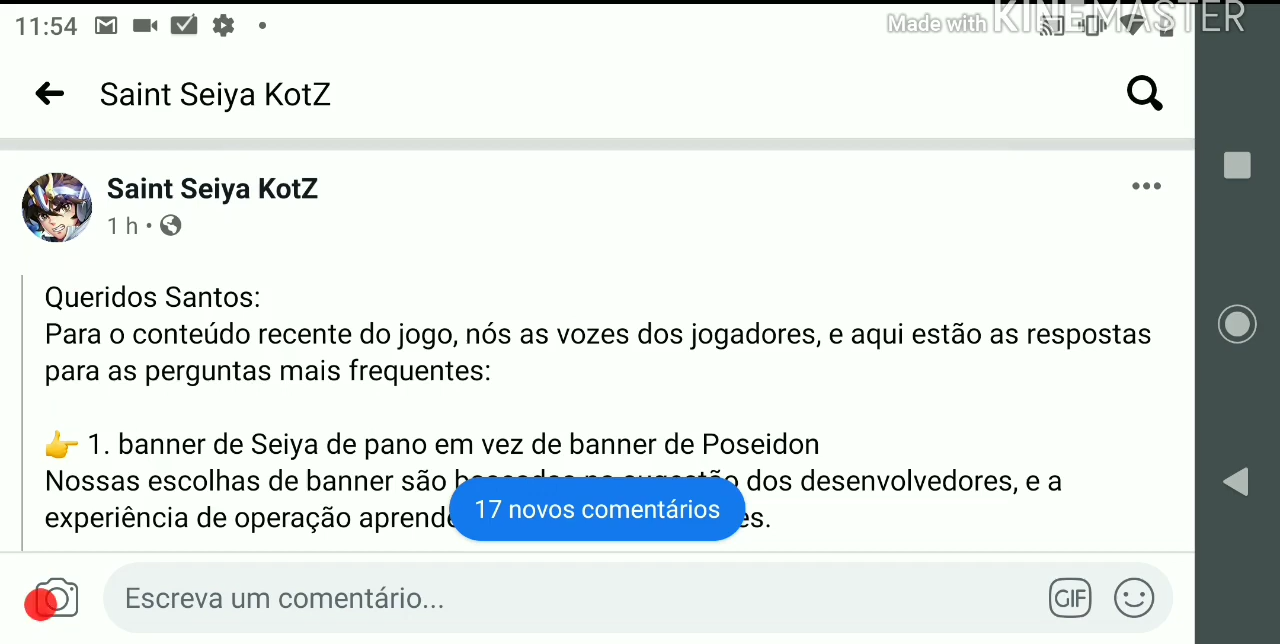 11:54
Made with KINEMASTER
Saint Seiya KotZ
Saint Seiya KotZ
1 h •
Queridos Santos:
Para o conteúdo recente do jogo, nós as vozes dos jogadores, e aqui estão as respostas
para as perguntas mais frequentes:
1. banner de Seiya de pano em vez de banner de Poseidon
Nossas escolhas de banner são dos desenvolvedores, e a
17 novos comentários
experiência de operação
Escreva um comentário...
GIF